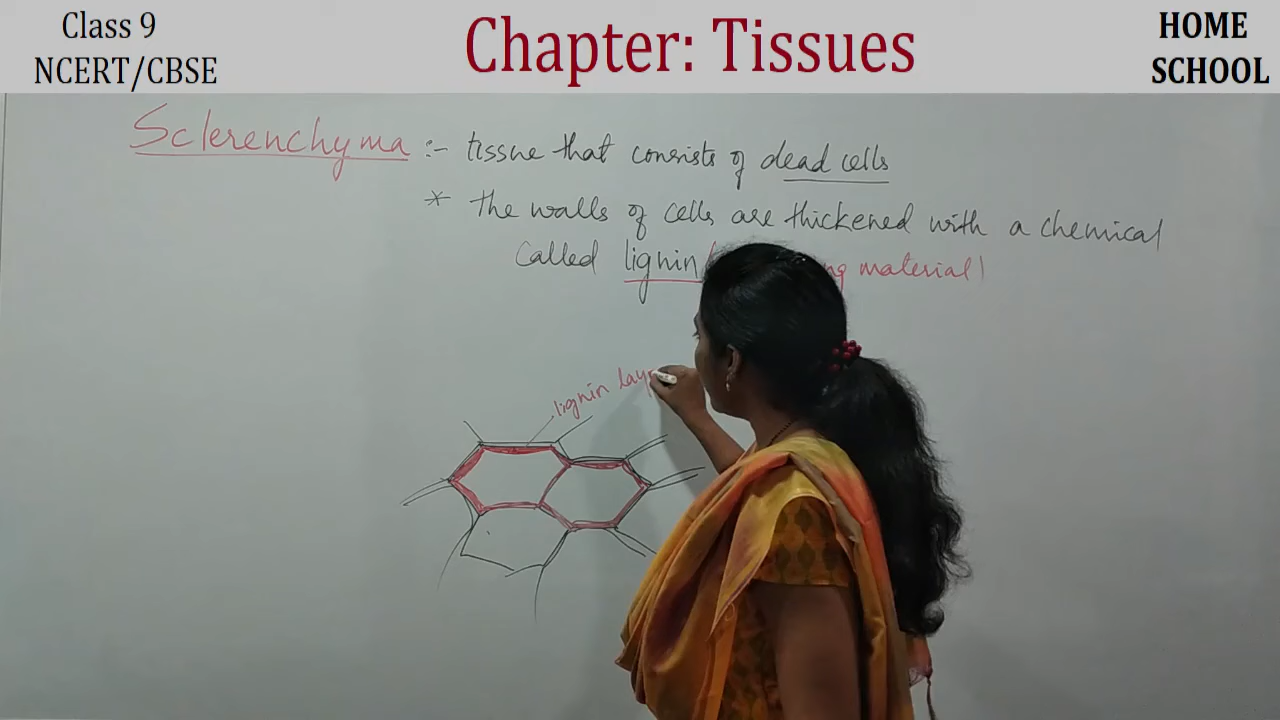 Class 9
NCERT/CBSE
Chapter: Tissues
HOME
SCHOOL
Sclerenchyma :- tissue that consists of dead cells
* the walls of cells are thickened with a chemical
called lignin material)
lignin lay